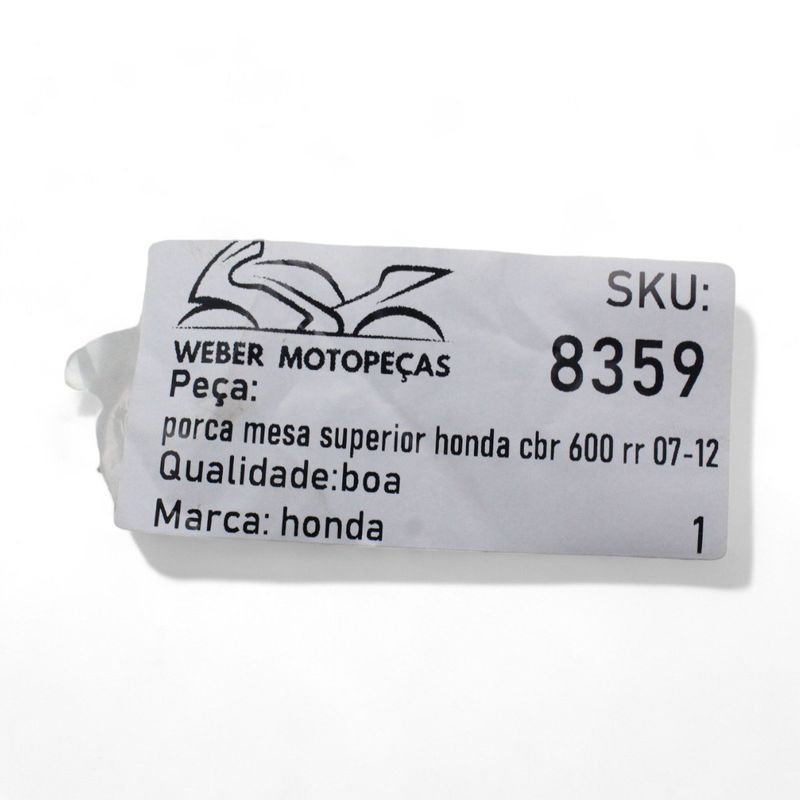 WEBER MOTOPEÇAS
SKU:
8359
Peça:
porca mesa superior honda cbr 600 rr 07-12
Qualidade:boa
Marca: honda
1